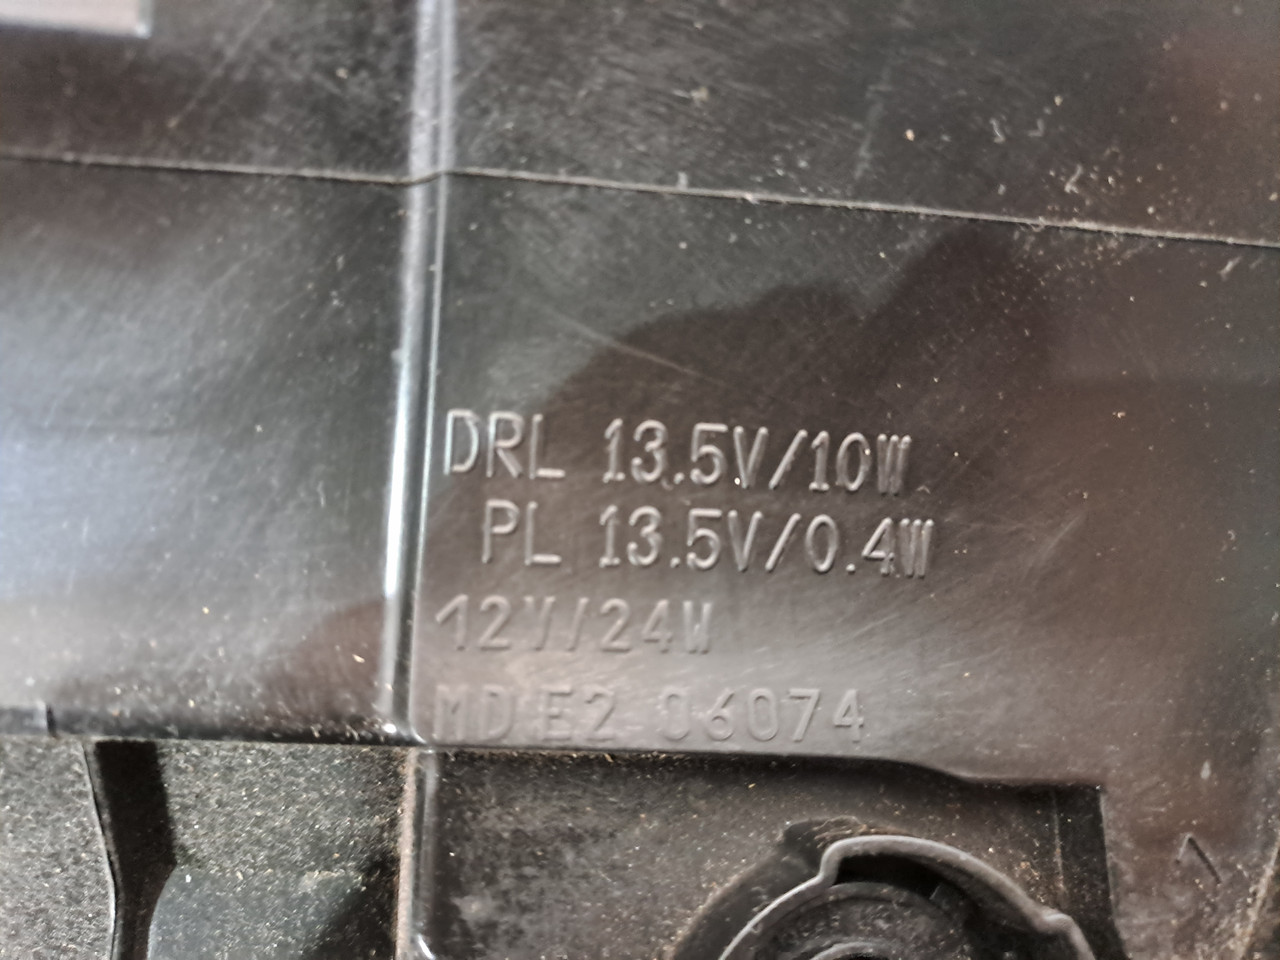 DRL 13.5V/10W
PL 13.5V/0.4W
12V/24W
MD E2 06074